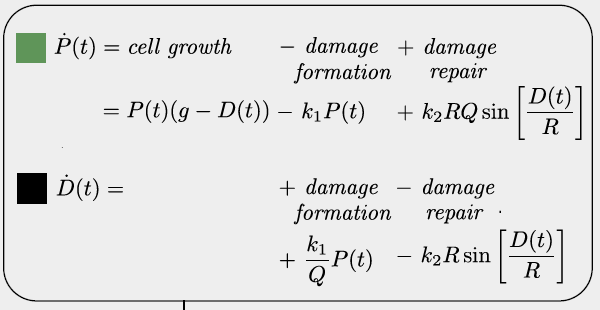 Ṗ(t) = cell growth − damage formation + damage repair
= P(t)(g − D(t)) − k₁P(t) + k₂RQ sin [D(t)/R]
Ḋ(t) = + damage formation − damage repair
+ k₁/Q P(t) − k₂R sin [D(t)/R]